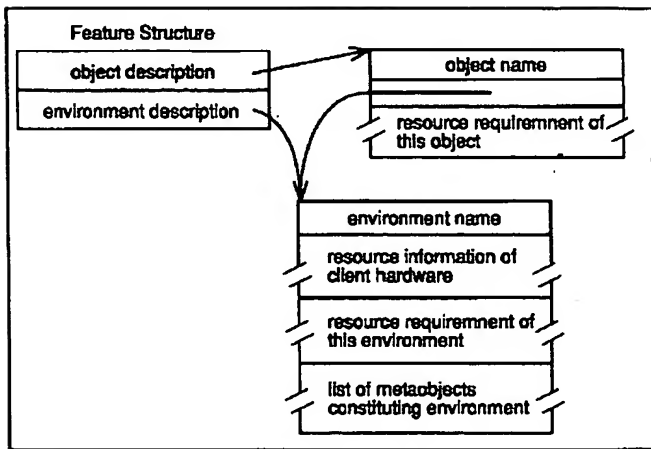 Feature Structure
object description
environment description
object name
resource requiremnent of
this object
environment name
resource information of
client hardware
resource requiremnent of
this environment
list of metaobjects
constituting environment